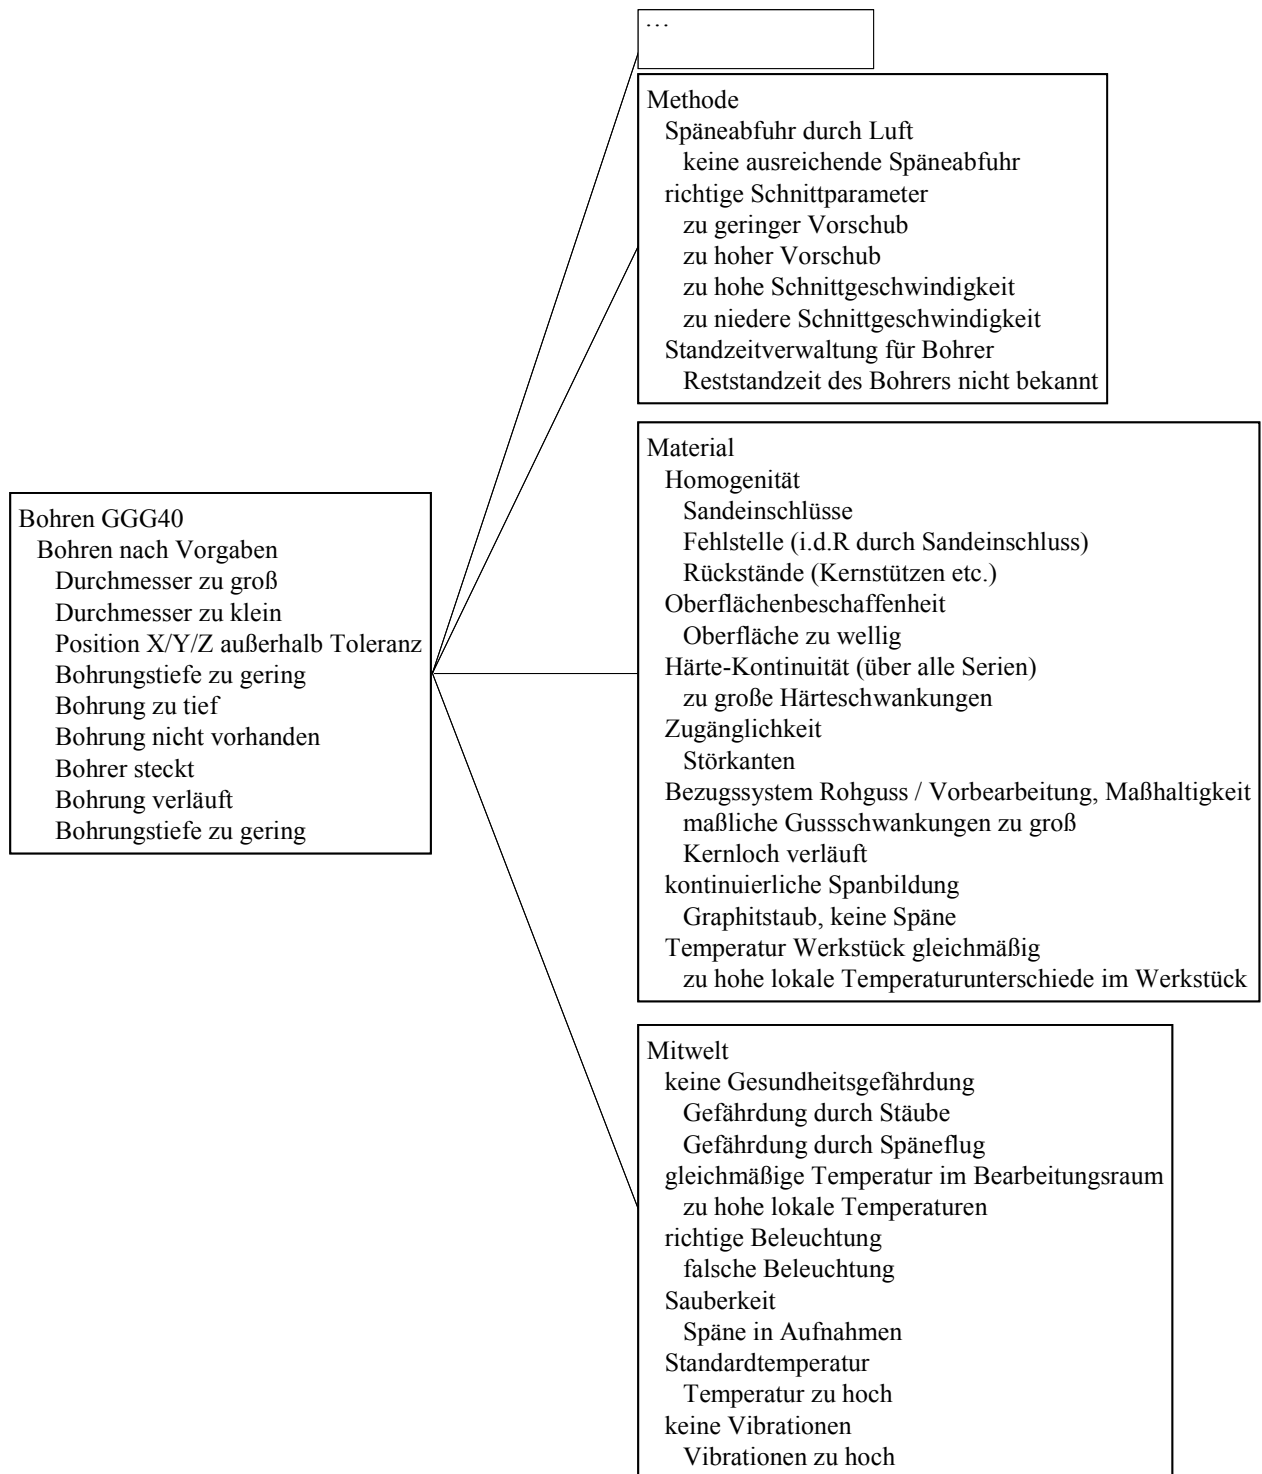 …
Methode
Späneabfuhr durch Luft
keine ausreichende Späneabfuhr
richtige Schnittparameter
zu geringer Vorschub
zu hoher Vorschub
zu hohe Schnittgeschwindigkeit
zu niedere Schnittgeschwindigkeit
Standzeitverwaltung für Bohrer
Reststandzeit des Bohrers nicht bekannt
Material
Homogenität
Sandeinschlüsse
Fehlstelle (i.d.R durch Sandeinschluss)
Rückstände (Kernstützen etc.)
Oberflächenbeschaffenheit
Oberfläche zu wellig
Härte-Kontinuität (über alle Serien)
zu große Härteschwankungen
Zugänglichkeit
Störkanten
Bezugssystem Rohguss / Vorbearbeitung, Maßhaltigkeit
maßliche Gussschwankungen zu groß
Kernloch verläuft
kontinuierliche Spanbildung
Graphitstaub, keine Späne
Temperatur Werkstück gleichmäßig
zu hohe lokale Temperaturunterschiede im Werkstück
Bohren GGG40
Bohren nach Vorgaben
Durchmesser zu groß
Durchmesser zu klein
Position X/Y/Z außerhalb Toleranz
Bohrungstiefe zu gering
Bohrung zu tief
Bohrung nicht vorhanden
Bohrer steckt
Bohrung verläuft
Bohrungstiefe zu gering
Mitwelt
keine Gesundheitsgefährdung
Gefährdung durch Stäube
Gefährdung durch Späneflug
gleichmäßige Temperatur im Bearbeitungsraum
zu hohe lokale Temperaturen
richtige Beleuchtung
falsche Beleuchtung
Sauberkeit
Späne in Aufnahmen
Standardtemperatur
Temperatur zu hoch
keine Vibrationen
Vibrationen zu hoch